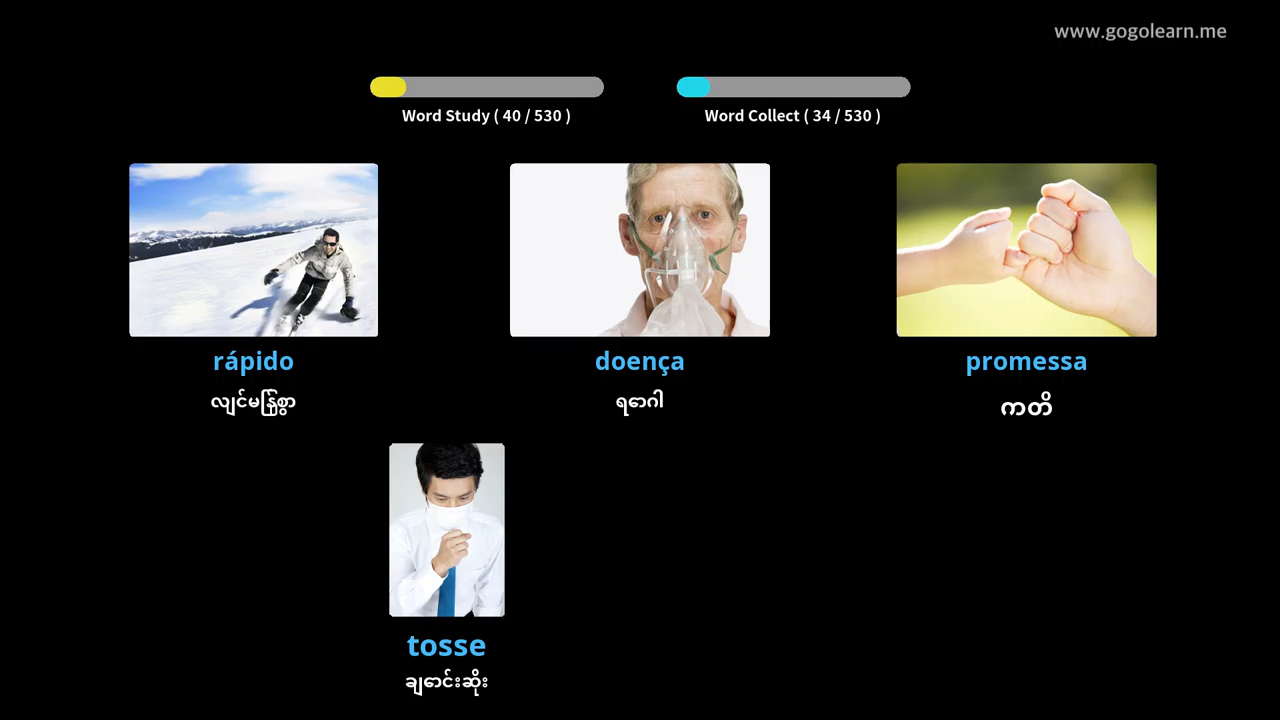 www.gogolearn.me
Word Study ( 40 / 530 )
Word Collect ( 34 / 530 )
rápido
doença
promessa
လျင်မန်စြွာ
ရောဂါ
ကတိ
tosse
ချောင်းဆိုး